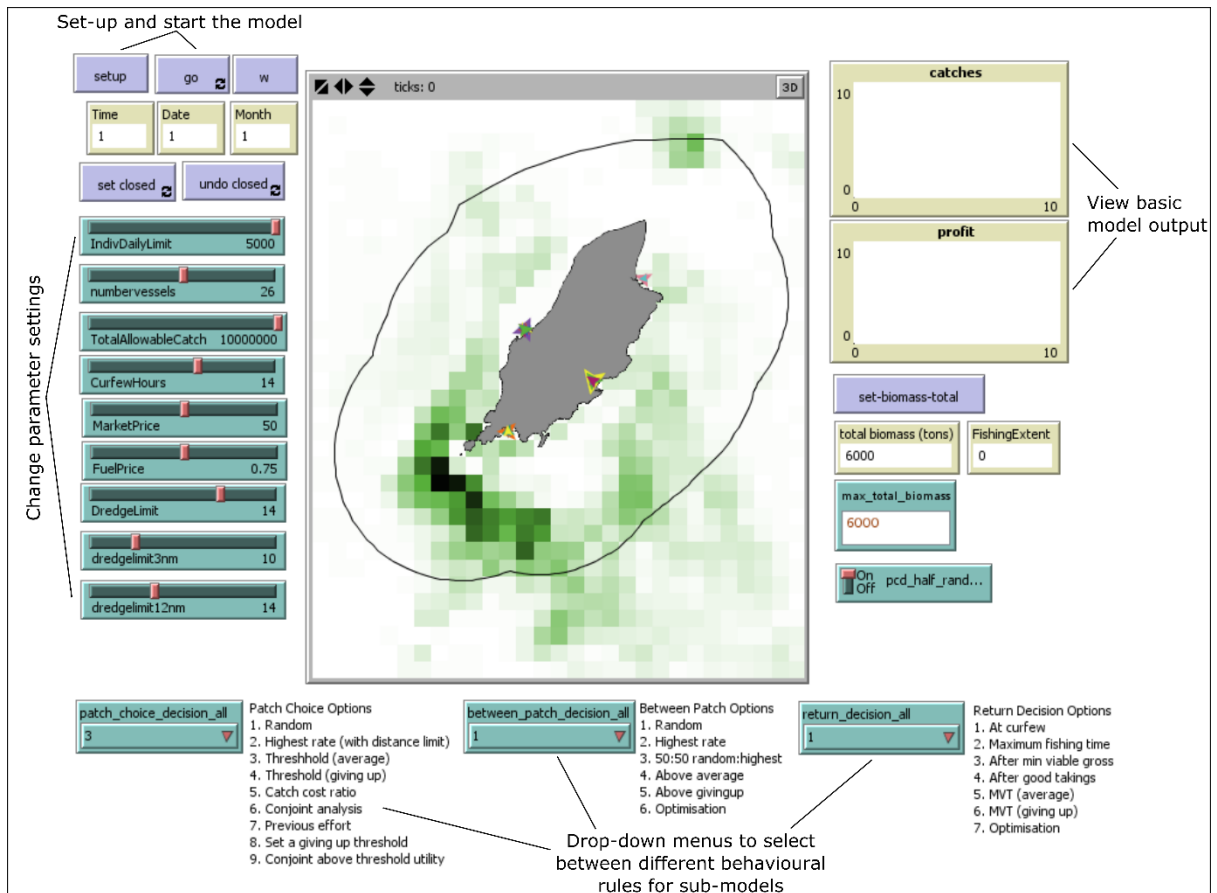 Set-up and start the model
setup
go
w
Time
1
Date
1
Month
1
set closed
undo closed
IndivDailyLimit 5000
numbervessels 26
TotalAllowableCatch 10000000
CurfewHours 14
MarketPrice 50
FuelPrice 0.75
DredgeLimit 14
dredgelimit3nm 10
dredgelimit12nm 14
Change parameter settings
ticks: 0
3D
catches
10
0
0 10
profit
10
0
0 10
View basic
model output
set-biomass-total
total biomass (tons)
6000
FishingExtent
0
max_total_biomass
6000
On
Off
pcd_half_rand...
patch_choice_decision_all
3
Patch Choice Options
1. Random
2. Highest rate (with distance limit)
3. Threshhold (average)
4. Threshold (giving up)
5. Catch cost ratio
6. Conjoint analysis
7. Previous effort
8. Set a giving up threshold
9. Conjoint above threshold utility
between_patch_decision_all
1
Between Patch Options
1. Random
2. Highest rate
3. 50:50 random:highest
4. Above average
5. Above givingup
6. Optimisation
return_decision_all
1
Return Decision Options
1. At curfew
2. Maximum fishing time
3. After min viable gross
4. After good takings
5. MVT (average)
6. MVT (giving up)
7. Optimisation
Drop-down menus to select
between different behavioural
rules for sub-models